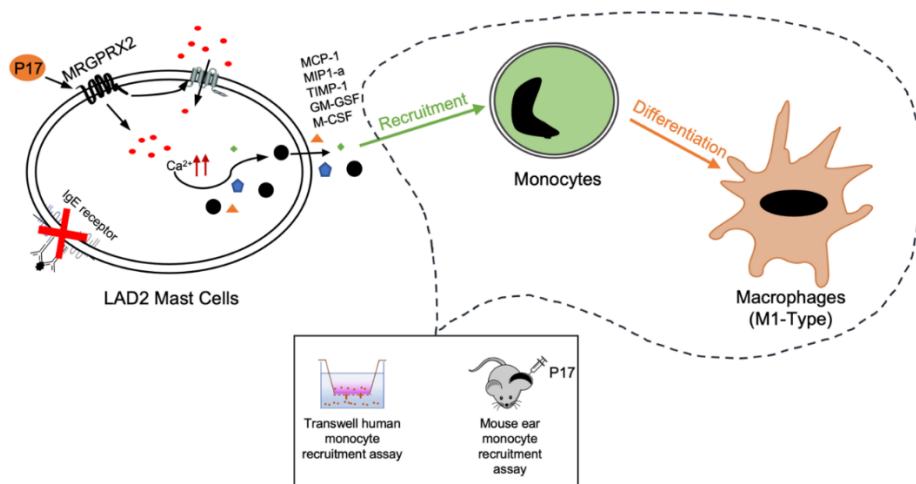 P17
MRGPRX2
MCP-1
MIP1-a
TIMP-1
GM-GSF
M-CSF
Recruitment
Differentiation
Ca²⁺
IgE receptor
Monocytes
LAD2 Mast Cells
Macrophages
(M1-Type)
P17
Transwell human
monocyte
recruitment assay
Mouse ear
monocyte
recruitment
assay